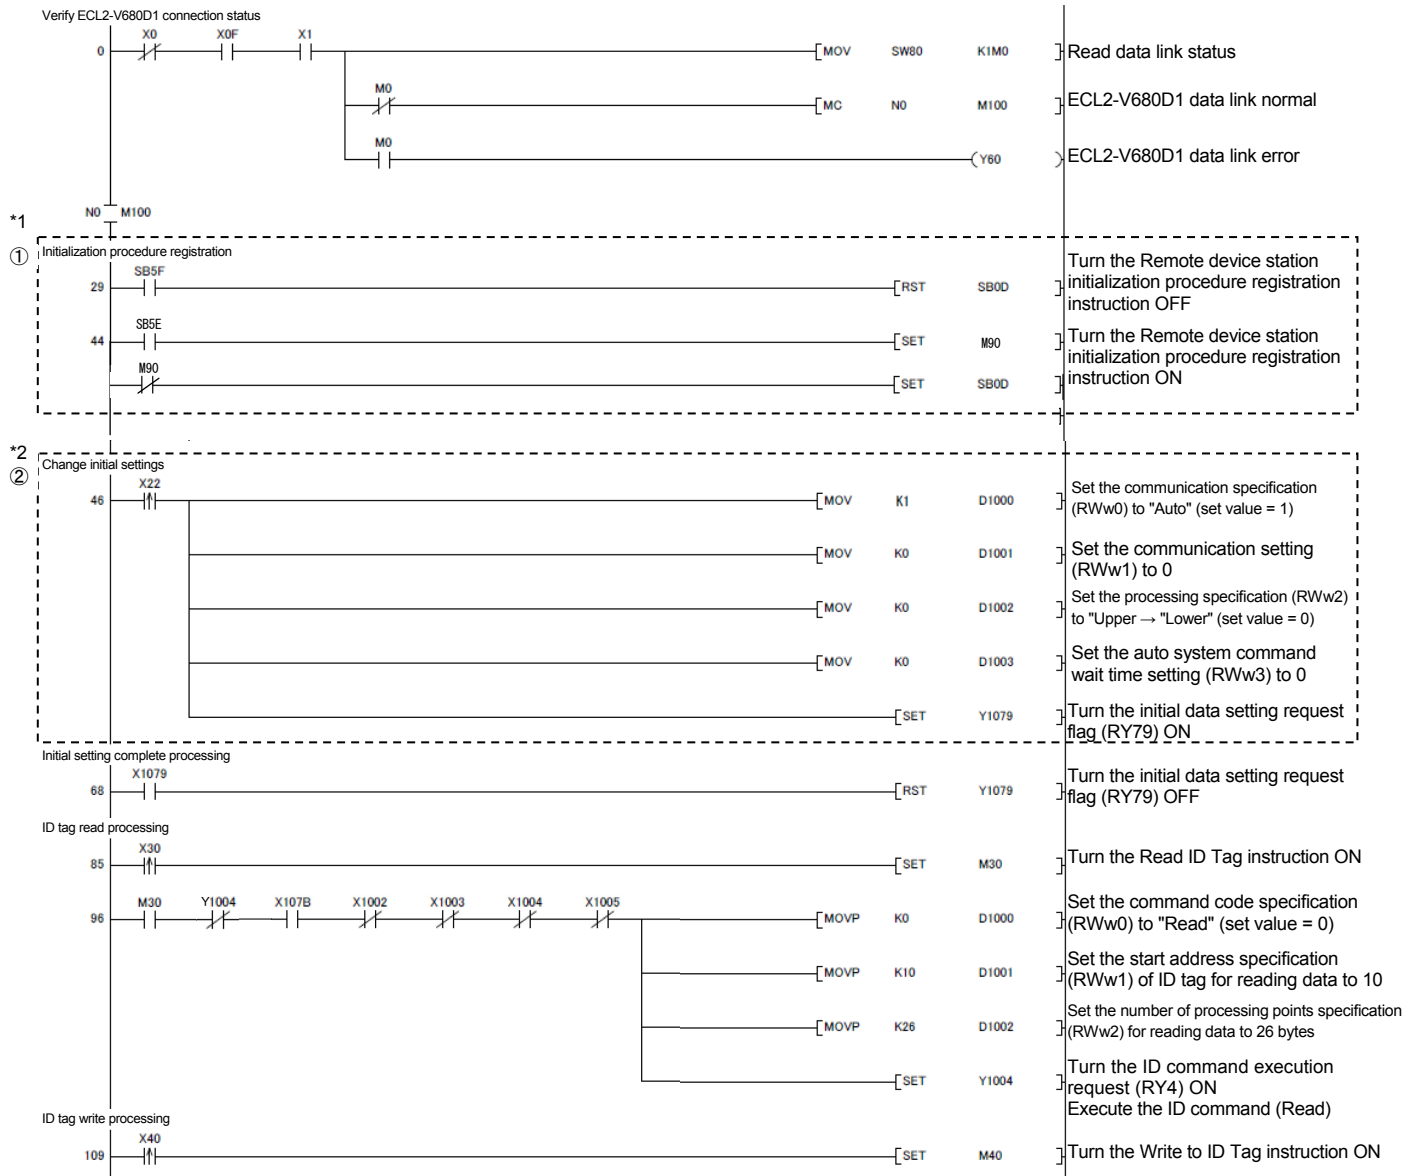 Verify ECL2-V680D1 connection status
X0 X0F X1
0 MOV SW80 K1M0 Read data link status
M0
MC N0 M100 ECL2-V680D1 data link normal
M0
Y60 ECL2-V680D1 data link error
N0 M100
*1
① Initialization procedure registration
SB5F
29 RST SB0D Turn the Remote device station
initialization procedure registration
instruction OFF
SB5E
44 SET M90 Turn the Remote device station
initialization procedure registration
M90
SET SB0D instruction ON
*2
② Change initial settings
X22
46 MOV K1 D1000 Set the communication specification
(RWw0) to "Auto" (set value = 1)
MOV K0 D1001 Set the communication setting
(RWw1) to 0
MOV K0 D1002 Set the processing specification (RWw2)
to "Upper → "Lower" (set value = 0)
MOV K0 D1003 Set the auto system command
wait time setting (RWw3) to 0
SET Y1079 Turn the initial data setting request
flag (RY79) ON
Initial setting complete processing
X1079
68 RST Y1079 Turn the initial data setting request
flag (RY79) OFF
ID tag read processing
X30
85 SET M30 Turn the Read ID Tag instruction ON
M30 Y1004 X107B X1002 X1003 X1004 X1005
96 MOVP K0 D1000 Set the command code specification
(RWw0) to "Read" (set value = 0)
MOVP K10 D1001 Set the start address specification
(RWw1) of ID tag for reading data to 10
MOVP K26 D1002 Set the number of processing points specification
(RWw2) for reading data to 26 bytes
SET Y1004 Turn the ID command execution
request (RY4) ON
Execute the ID command (Read)
ID tag write processing
X40
109 SET M40 Turn the Write to ID Tag instruction ON